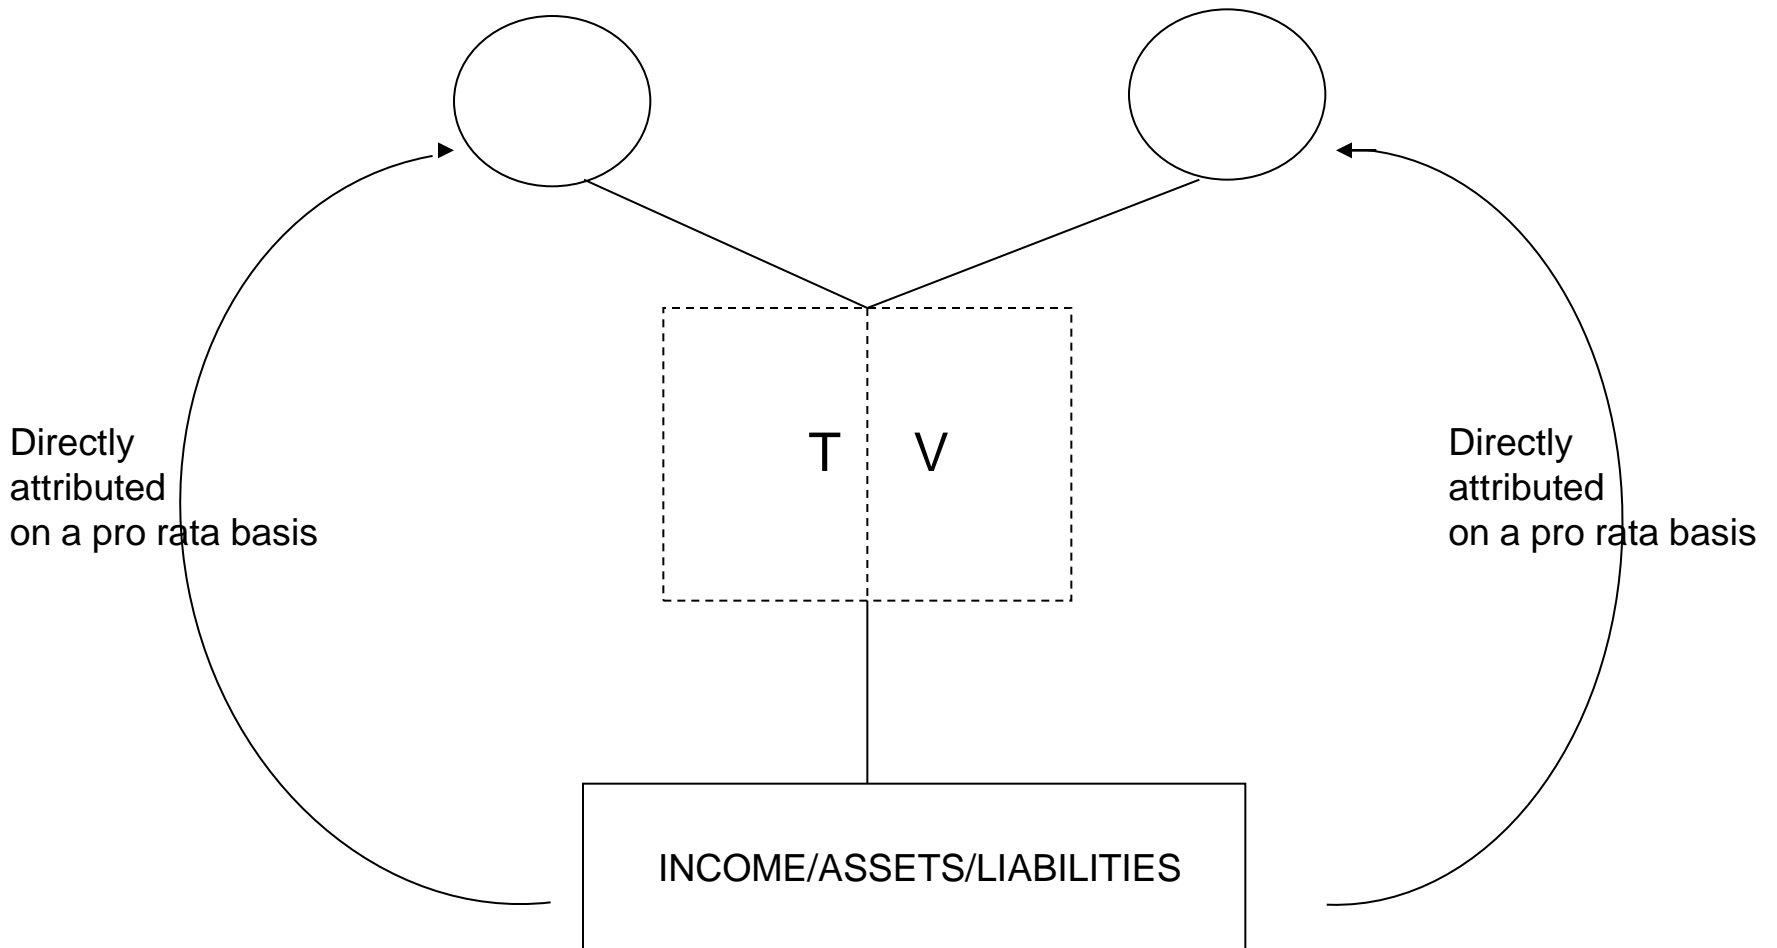 T V
Directly
attributed
on a pro rata basis
Directly
attributed
on a pro rata basis
INCOME/ASSETS/LIABILITIES